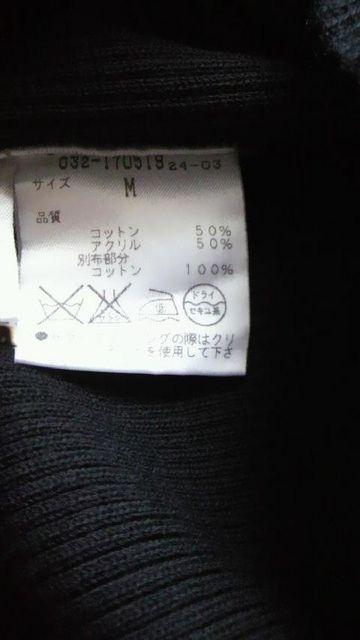 032-170519 24-03
サイズ M
品質
コットン 50%
アクリル 50%
別布部分
コットン 100%
ドライ
セキユ系
の際はクリ
を使用して下さ